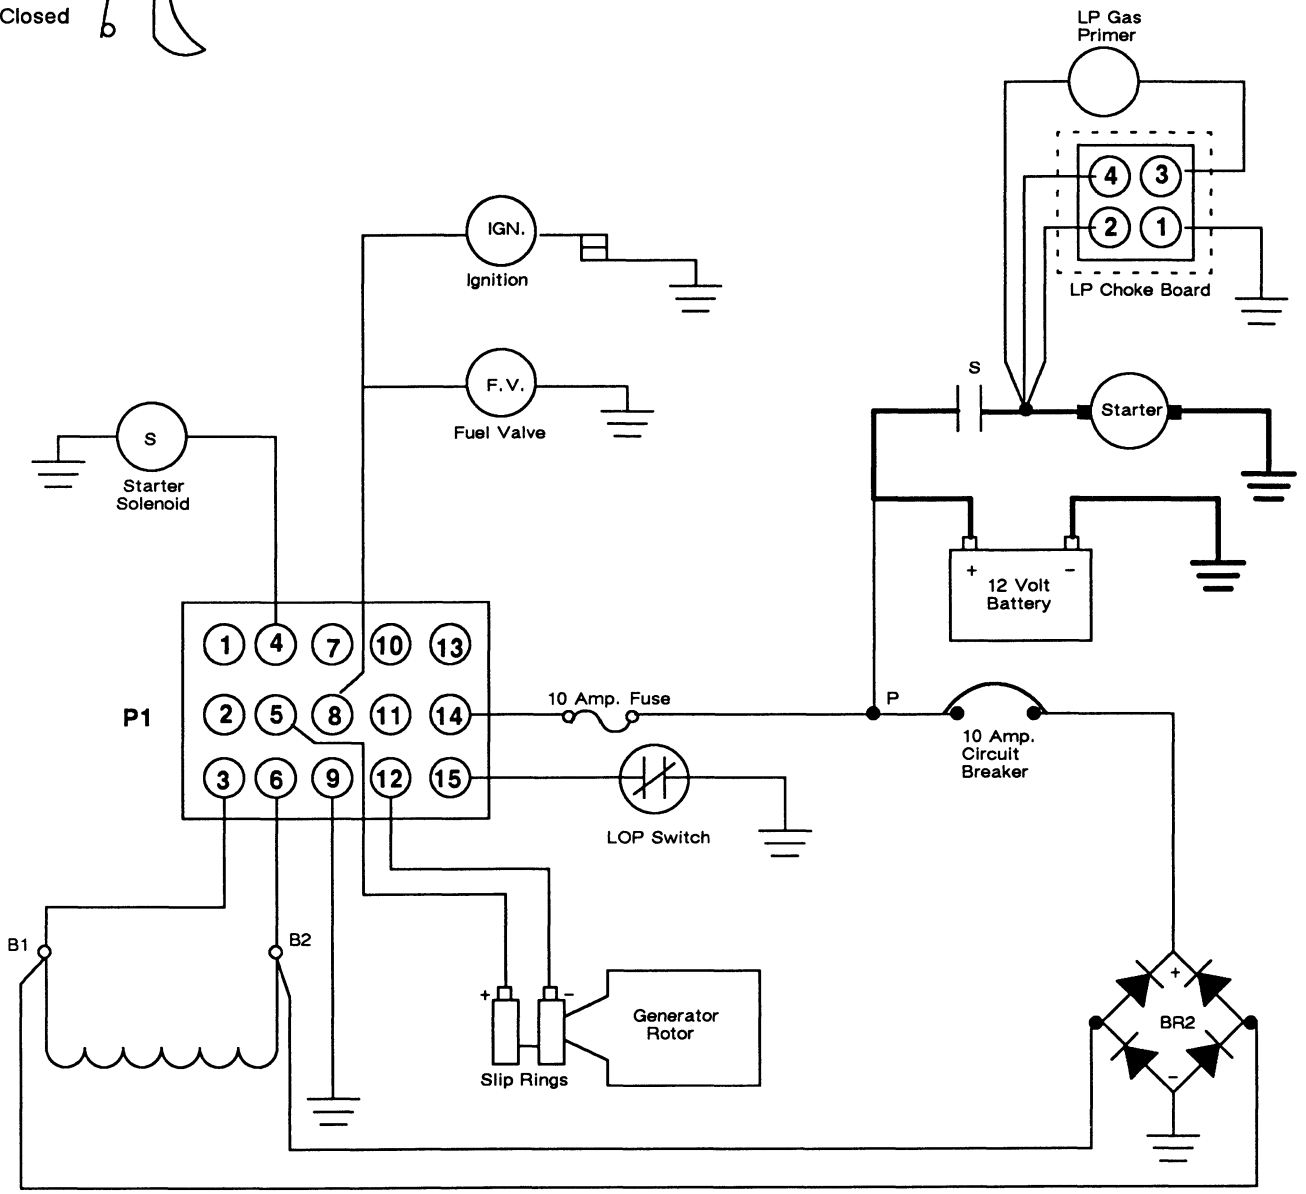 Closed
LP Gas
Primer
4 3
2 1
LP Choke Board
IGN.
Ignition
F.V.
Fuel Valve
S
Starter
S
Starter
Solenoid
+ −
12 Volt
Battery
1 4 7 10 13
P1
2 5 8 11 14
3 6 9 12 15
10 Amp. Fuse
P
10 Amp.
Circuit
Breaker
LOP Switch
B1
B2
+ −
Generator
Rotor
Slip Rings
+
BR2
−